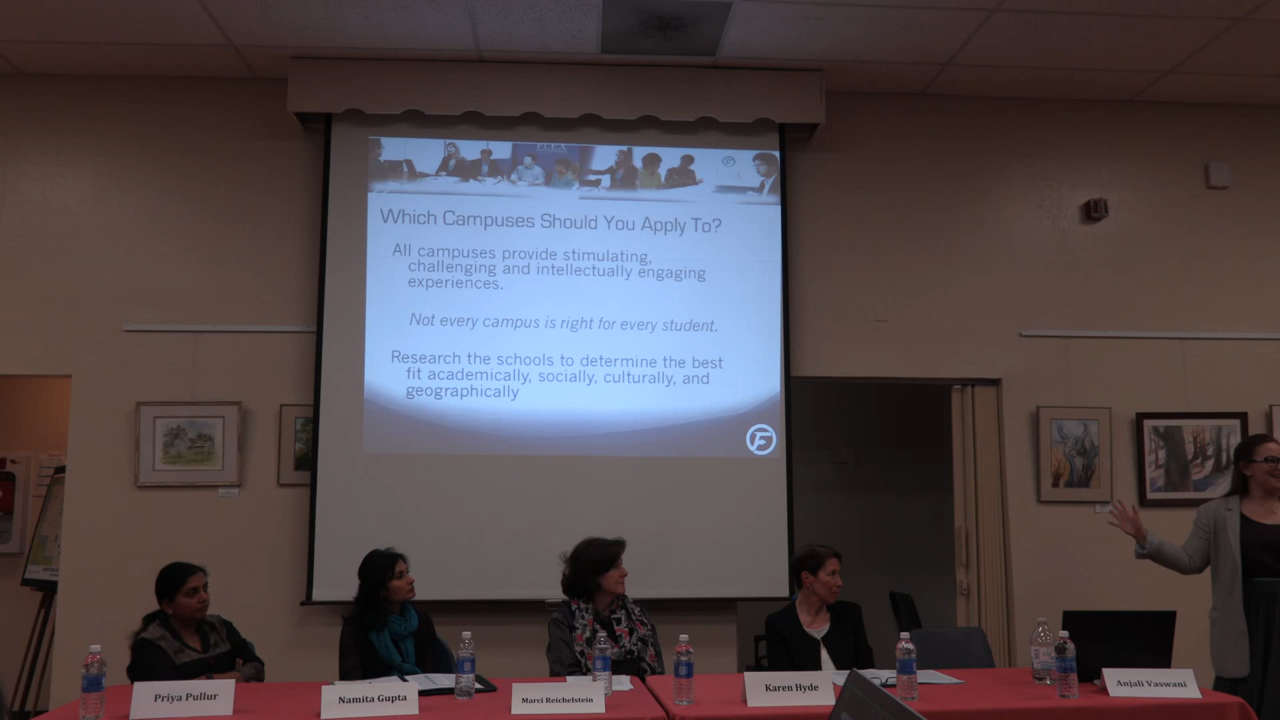 FLEX
Which Campuses Should You Apply To?
All campuses provide stimulating,
challenging and intellectually engaging
experiences.
Not every campus is right for every student.
Research the schools to determine the best
fit academically, socially, culturally, and
geographically
F
Priya Pullur
Namita Gupta
Marci Reichelstein
Karen Hyde
Anjali Vaswani